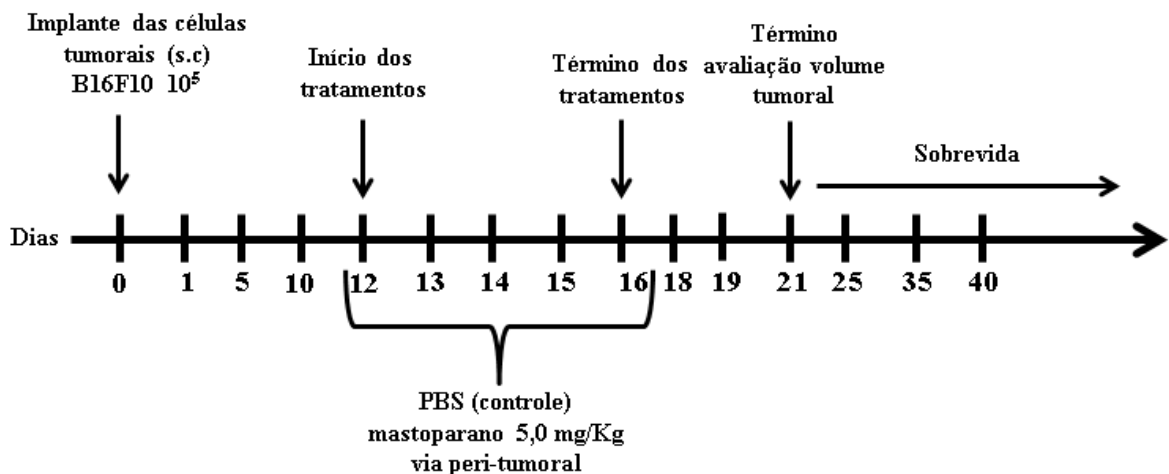 Implante das células
tumorais (s.c)
B16F10 10⁵
Início dos
tratamentos
Término dos
tratamentos
Término
avaliação volume
tumoral
Sobrevida
Dias
0 1 5 10 12 13 14 15 16 18 19 21 25 35 40
PBS (controle)
mastoparano 5,0 mg/Kg
via peri-tumoral